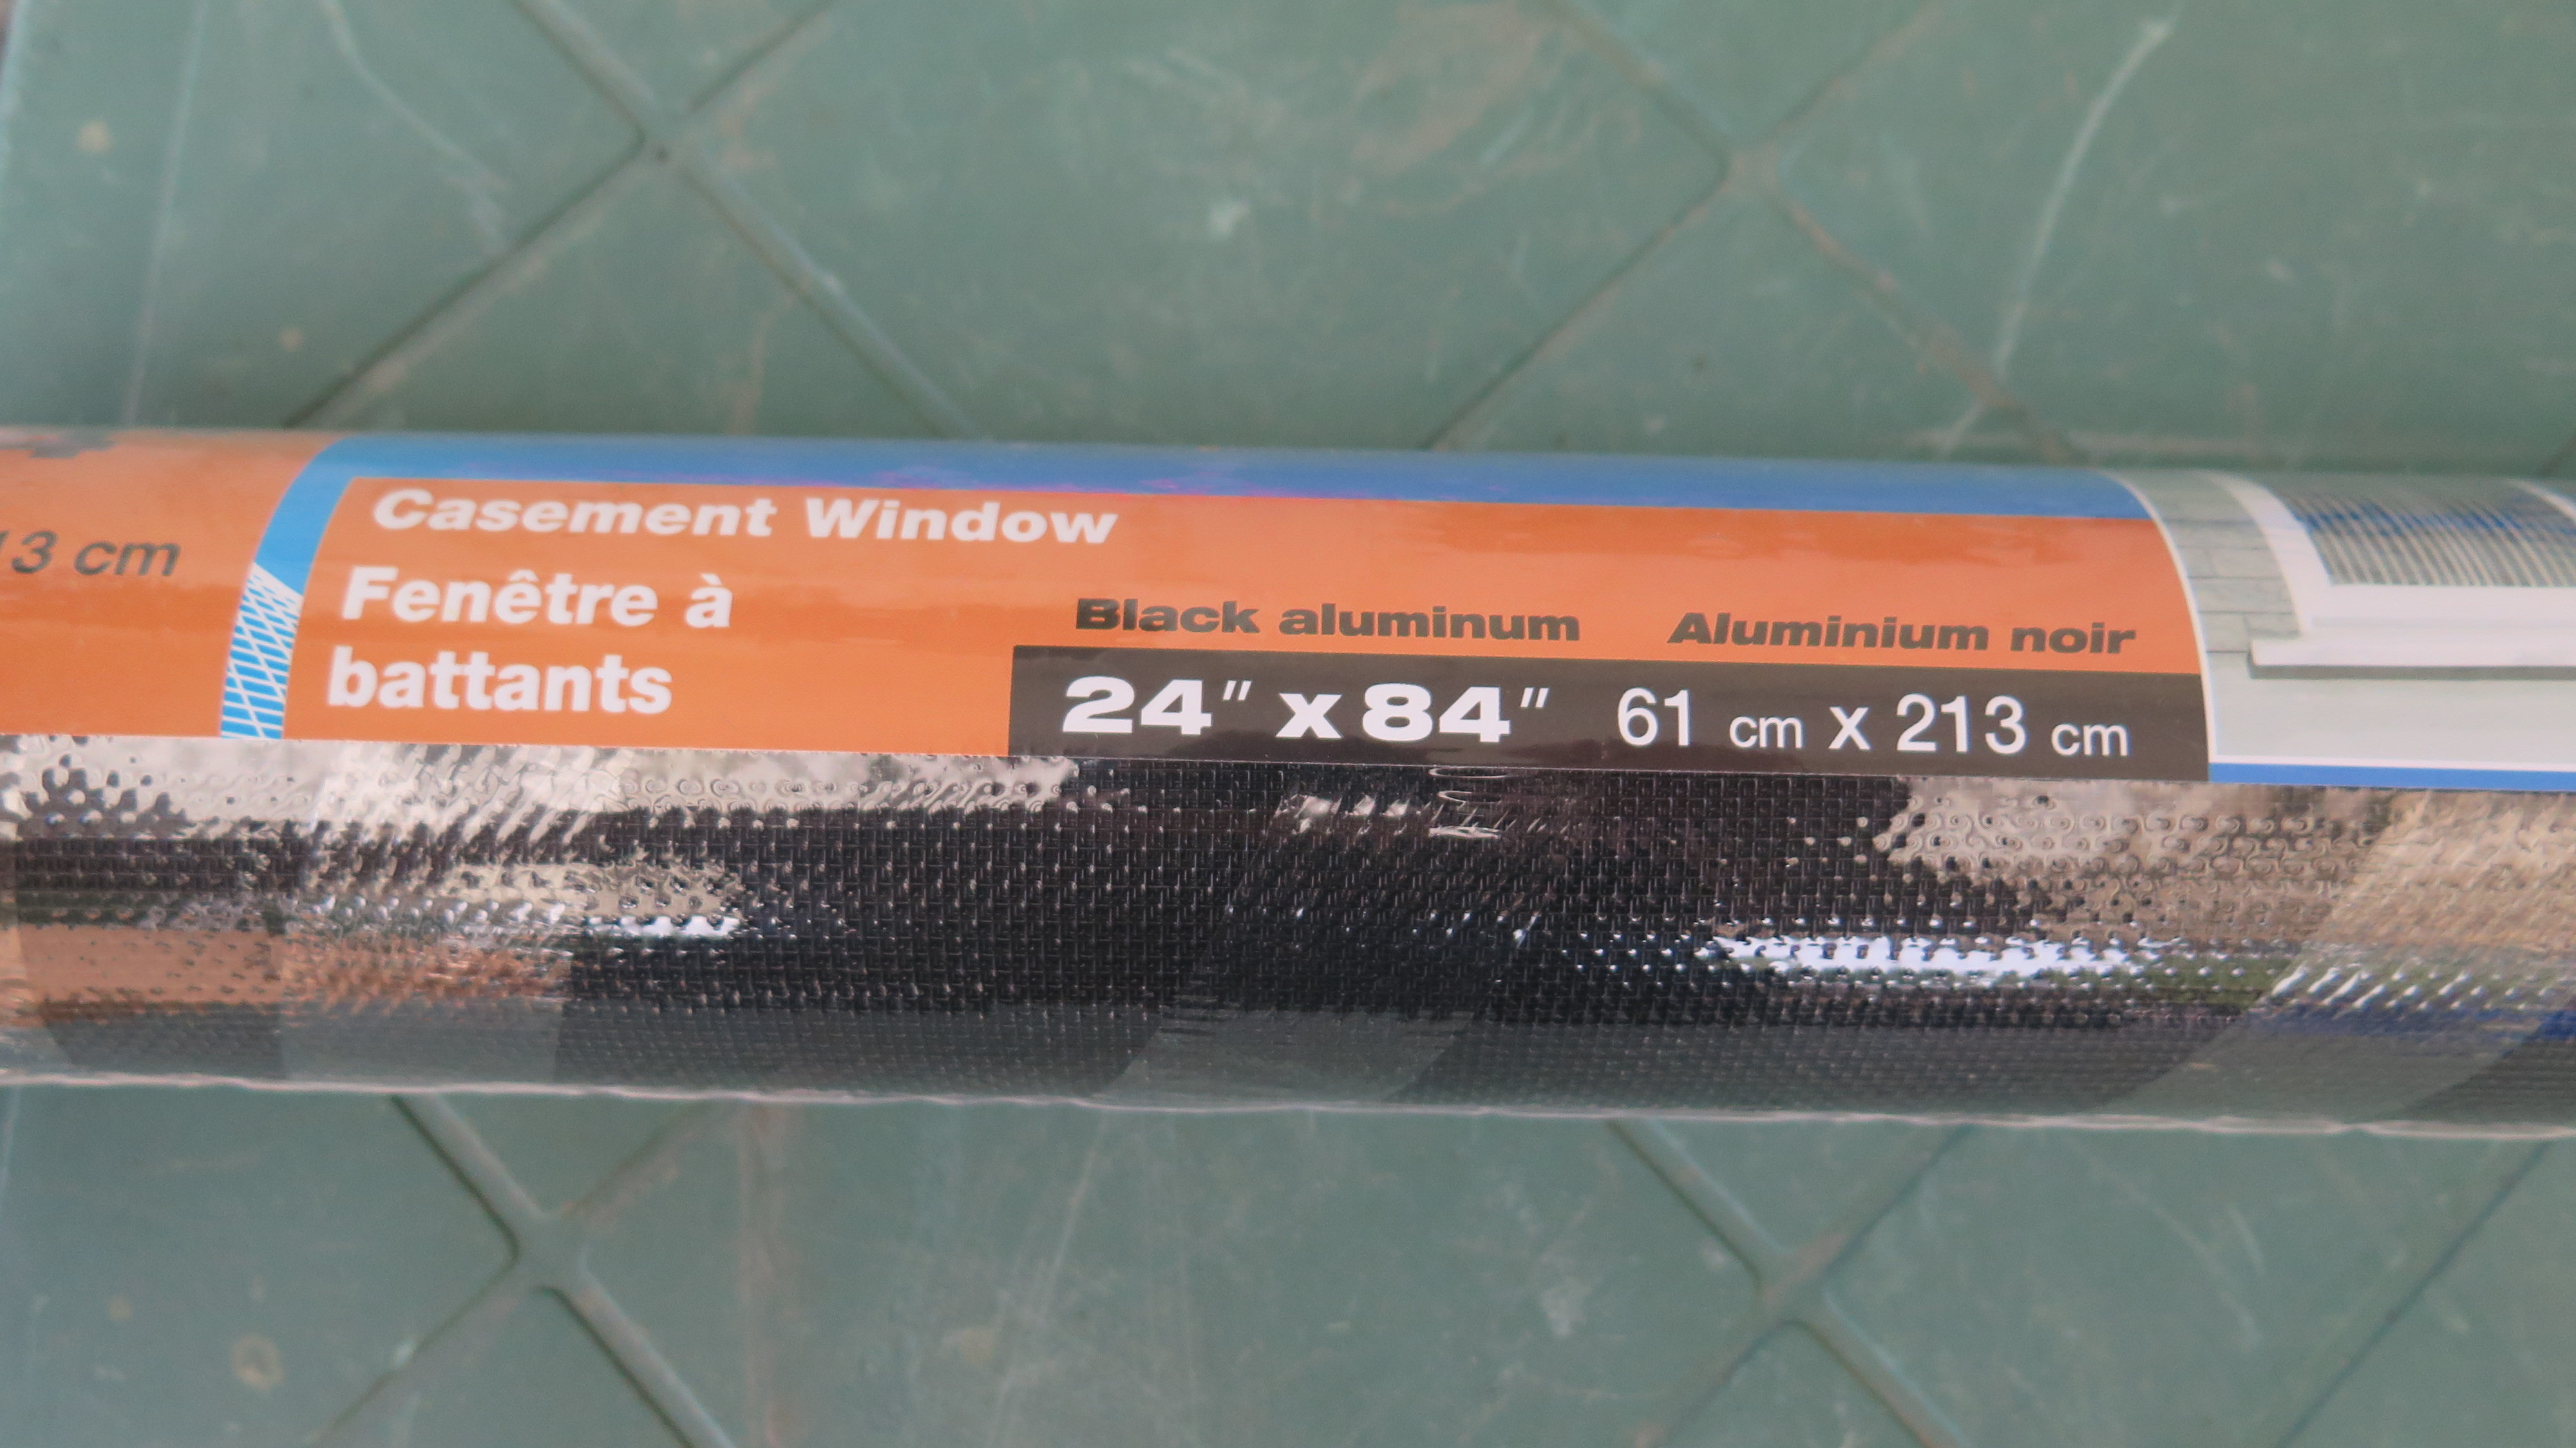 13 cm
Casement Window
Fenêtre à
battants
Black aluminum Aluminium noir
24" x 84" 61 cm x 213 cm